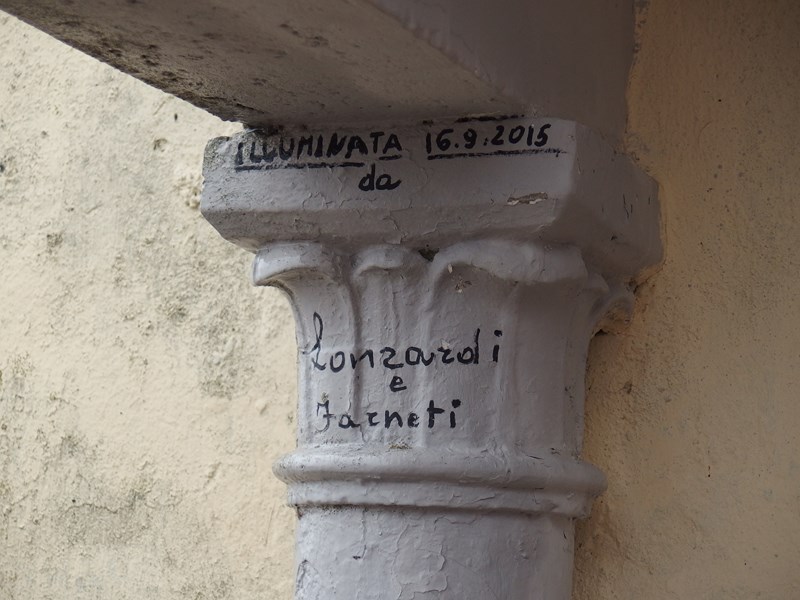 ILLUMINATA 16.9.2015
da
Lonzardi
e
Farneti